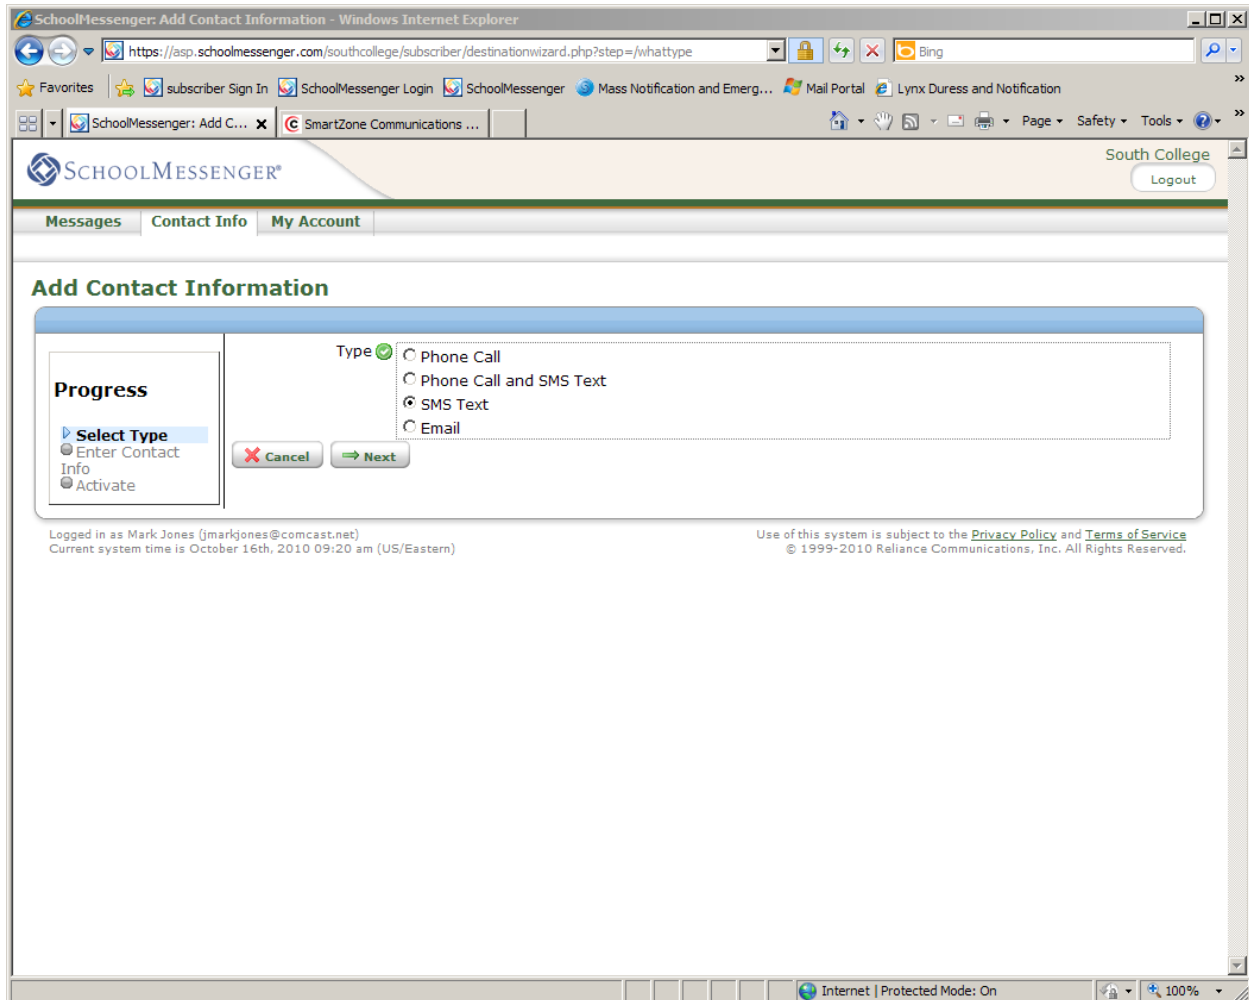 SchoolMessenger: Add Contact Information - Windows Internet Explorer
https://asp.schoolmessenger.com/southcollege/subscriber/destinationwizard.php?step=/whattype
Bing
Favorites
subscriber Sign In
SchoolMessenger Login
SchoolMessenger
Mass Notification and Emerg...
Mail Portal
Lynx Duress and Notification
»
SchoolMessenger: Add C...
SmartZone Communications ...
Page
Safety
Tools
»
SCHOOLMESSENGER®
South College
Logout
Messages
Contact Info
My Account
Add Contact Information
Progress
Select Type
Enter Contact
Info
Activate
Type
Phone Call
Phone Call and SMS Text
SMS Text
Email
Cancel
Next
Logged in as Mark Jones (jmarkjones@comcast.net)
Current system time is October 16th, 2010 09:20 am (US/Eastern)
Use of this system is subject to the Privacy Policy and Terms of Service
© 1999-2010 Reliance Communications, Inc. All Rights Reserved.
Internet | Protected Mode: On
100%